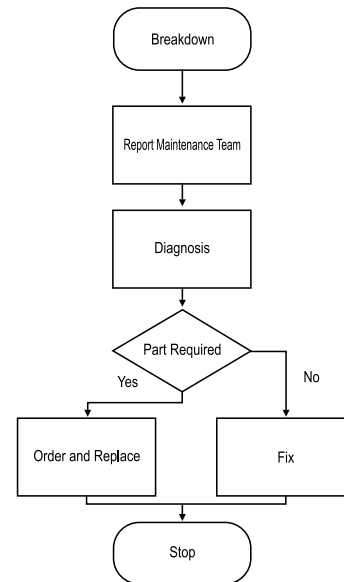 Breakdown
Report Maintenance Team
Diagnosis
Part Required
Yes
No
Order and Replace
Fix
Stop